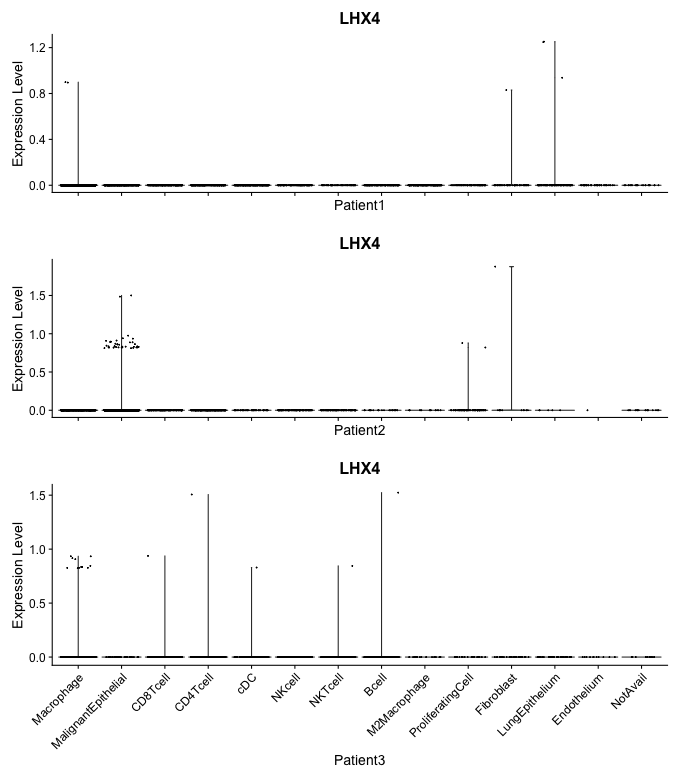 LHX4
Expression Level
1.2
0.8
0.4
0.0
Patient1
LHX4
Expression Level
1.5
1.0
0.5
0.0
Patient2
LHX4
Expression Level
1.5
1.0
0.5
0.0
Macrophage
MalignantEpithelial
CD8Tcell
CD4Tcell
cDC
NKcell
NKTcell
Bcell
M2Macrophage
ProliferatingCell
Fibroblast
LungEpithelium
Endothelium
NotAvail
Patient3